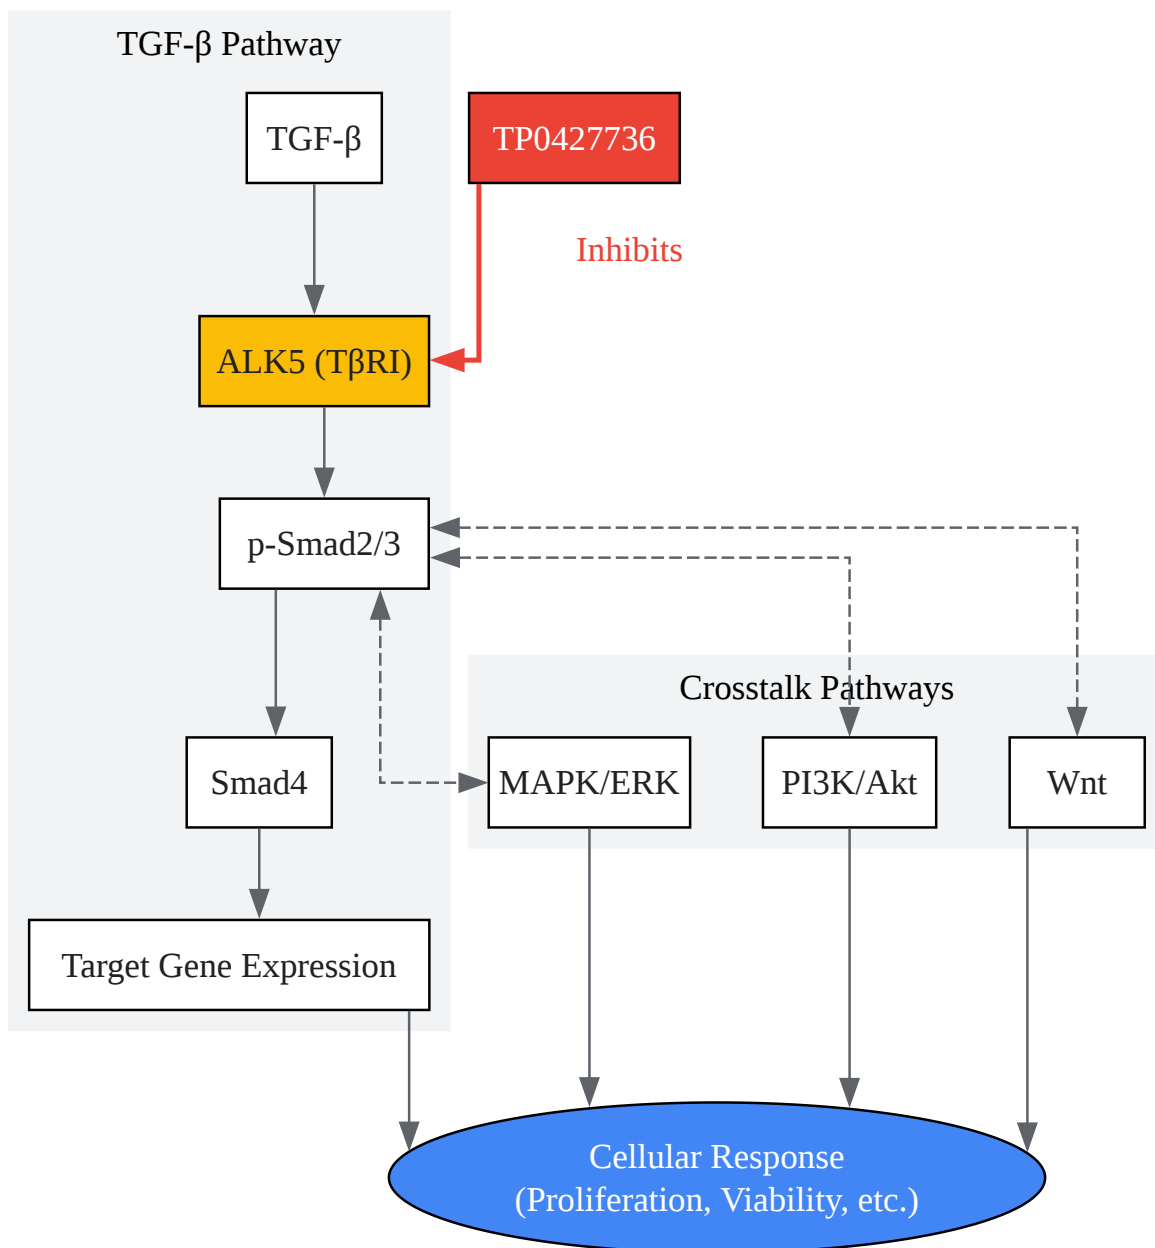 TGF-β Pathway
TGF-β
TP0427736
Inhibits
ALK5 (TβRI)
p-Smad2/3
Crosstalk Pathways
Smad4
MAPK/ERK
PI3K/Akt
Wnt
Target Gene Expression
Cellular Response
(Proliferation, Viability, etc.)